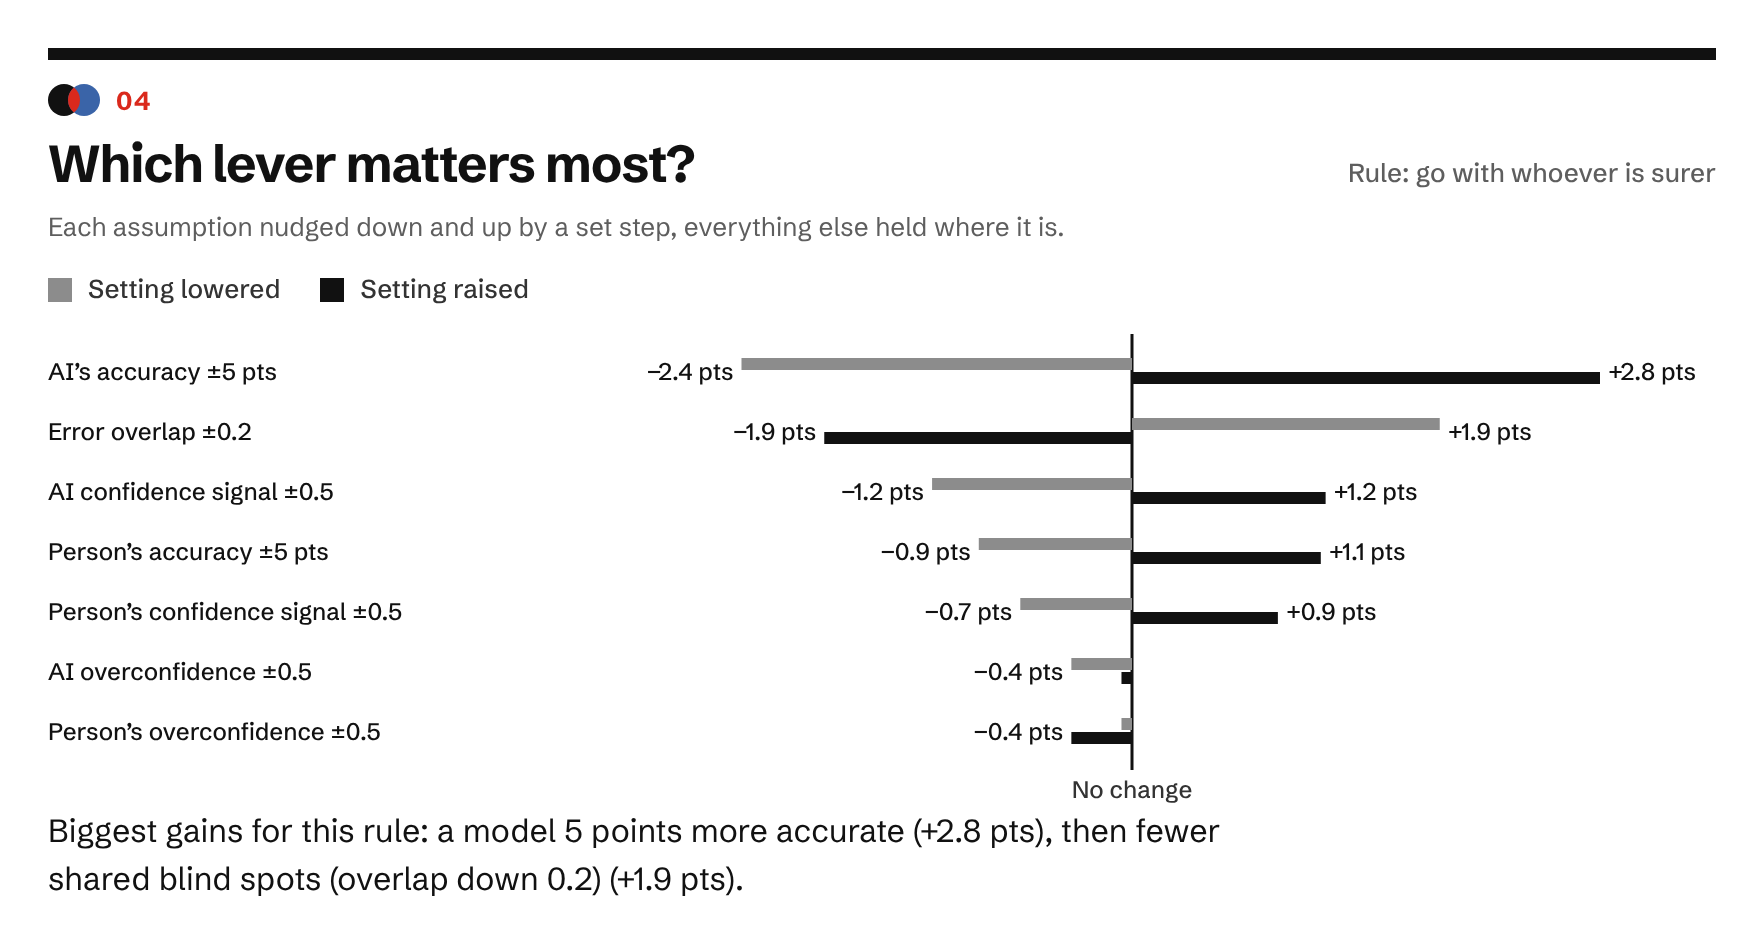 04
Which lever matters most?
Rule: go with whoever is surer
Each assumption nudged down and up by a set step, everything else held where it is.
Setting lowered
Setting raised
AI’s accuracy ±5 pts
−2.4 pts
+2.8 pts
Error overlap ±0.2
−1.9 pts
+1.9 pts
AI confidence signal ±0.5
−1.2 pts
+1.2 pts
Person’s accuracy ±5 pts
−0.9 pts
+1.1 pts
Person’s confidence signal ±0.5
−0.7 pts
+0.9 pts
AI overconfidence ±0.5
−0.4 pts
Person’s overconfidence ±0.5
−0.4 pts
No change
Biggest gains for this rule: a model 5 points more accurate (+2.8 pts), then fewer
shared blind spots (overlap down 0.2) (+1.9 pts).